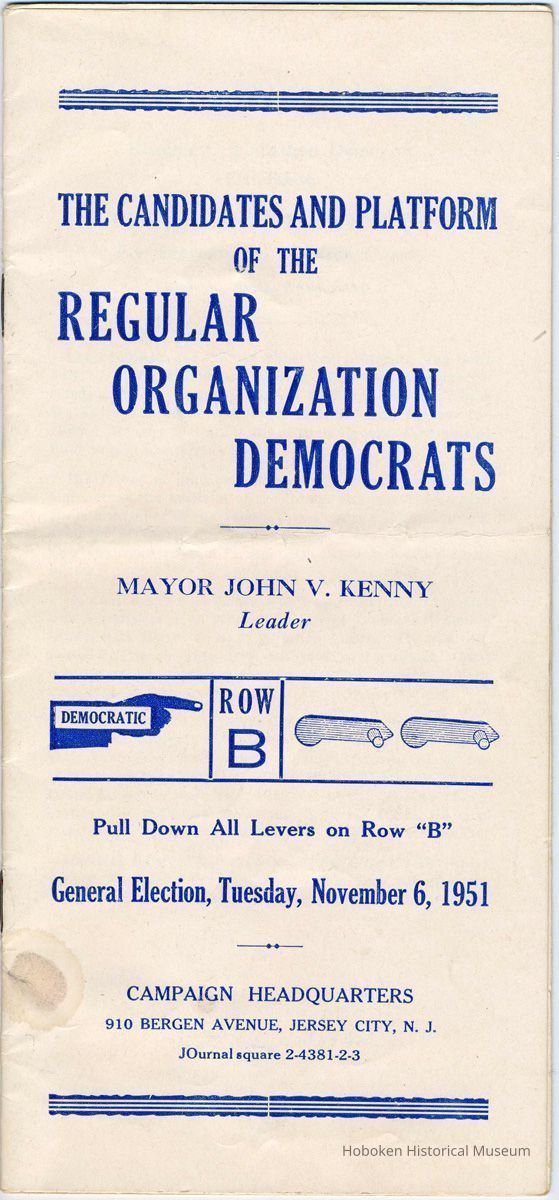 THE CANDIDATES AND PLATFORM
OF THE
REGULAR
ORGANIZATION
DEMOCRATS
MAYOR JOHN V. KENNY
Leader
DEMOCRATIC
ROW
B
Pull Down All Levers on Row “B”
General Election, Tuesday, November 6, 1951
CAMPAIGN HEADQUARTERS
910 BERGEN AVENUE, JERSEY CITY, N. J.
JOurnal square 2-4381-2-3
Hoboken Historical Museum